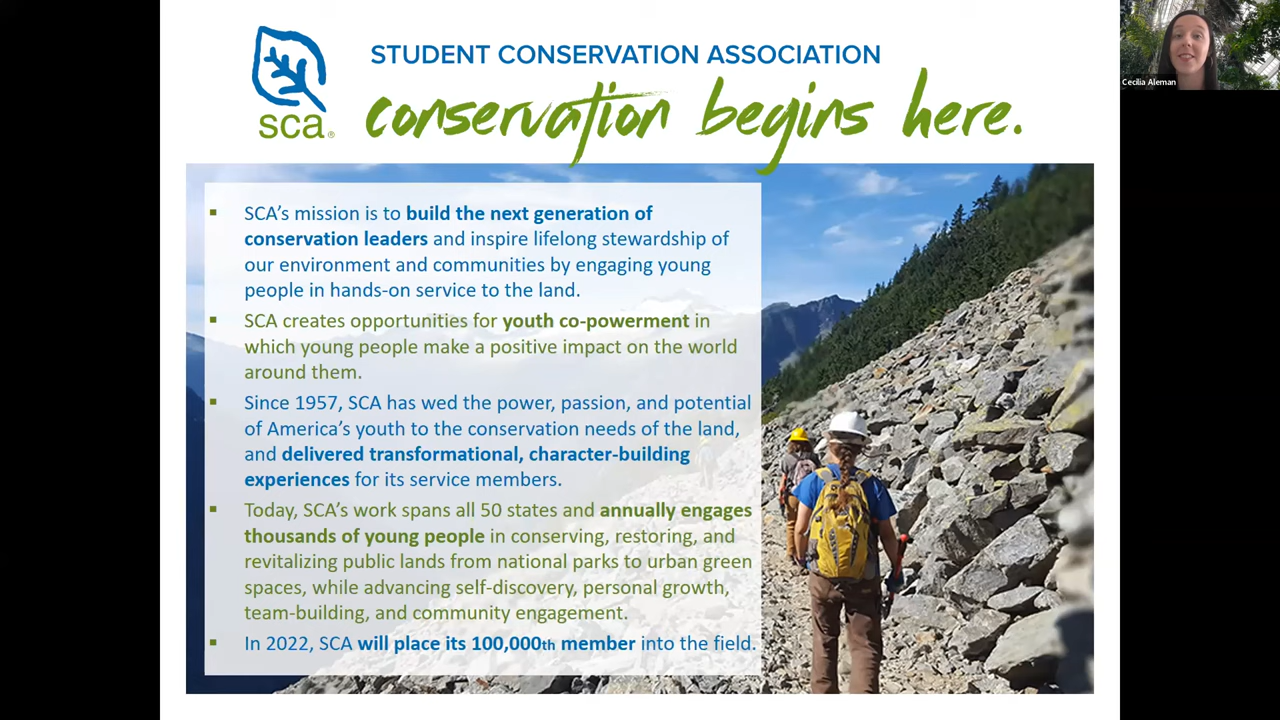 STUDENT CONSERVATION ASSOCIATION
conservation begins here.
sca®
Cecilia Aleman
▪ SCA's mission is to build the next generation of
conservation leaders and inspire lifelong stewardship of
our environment and communities by engaging young
people in hands-on service to the land.
▪ SCA creates opportunities for youth co-powerment in
which young people make a positive impact on the world
around them.
▪ Since 1957, SCA has wed the power, passion, and potential
of America's youth to the conservation needs of the land,
and delivered transformational, character-building
experiences for its service members.
▪ Today, SCA's work spans all 50 states and annually engages
thousands of young people in conserving, restoring, and
revitalizing public lands from national parks to urban green
spaces, while advancing self-discovery, personal growth,
team-building, and community engagement.
▪ In 2022, SCA will place its 100,000th member into the field.